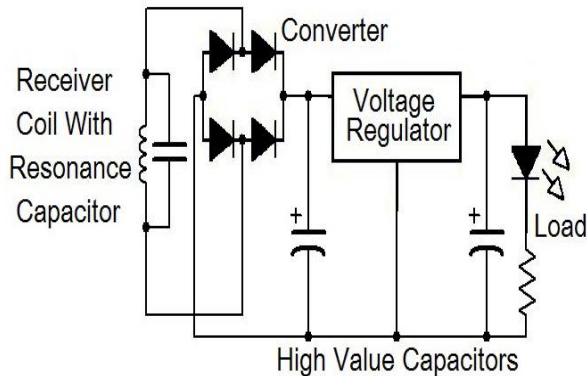 Converter
Receiver
Coil With
Resonance
Capacitor
Voltage
Regulator
+
+
Load
High Value Capacitors